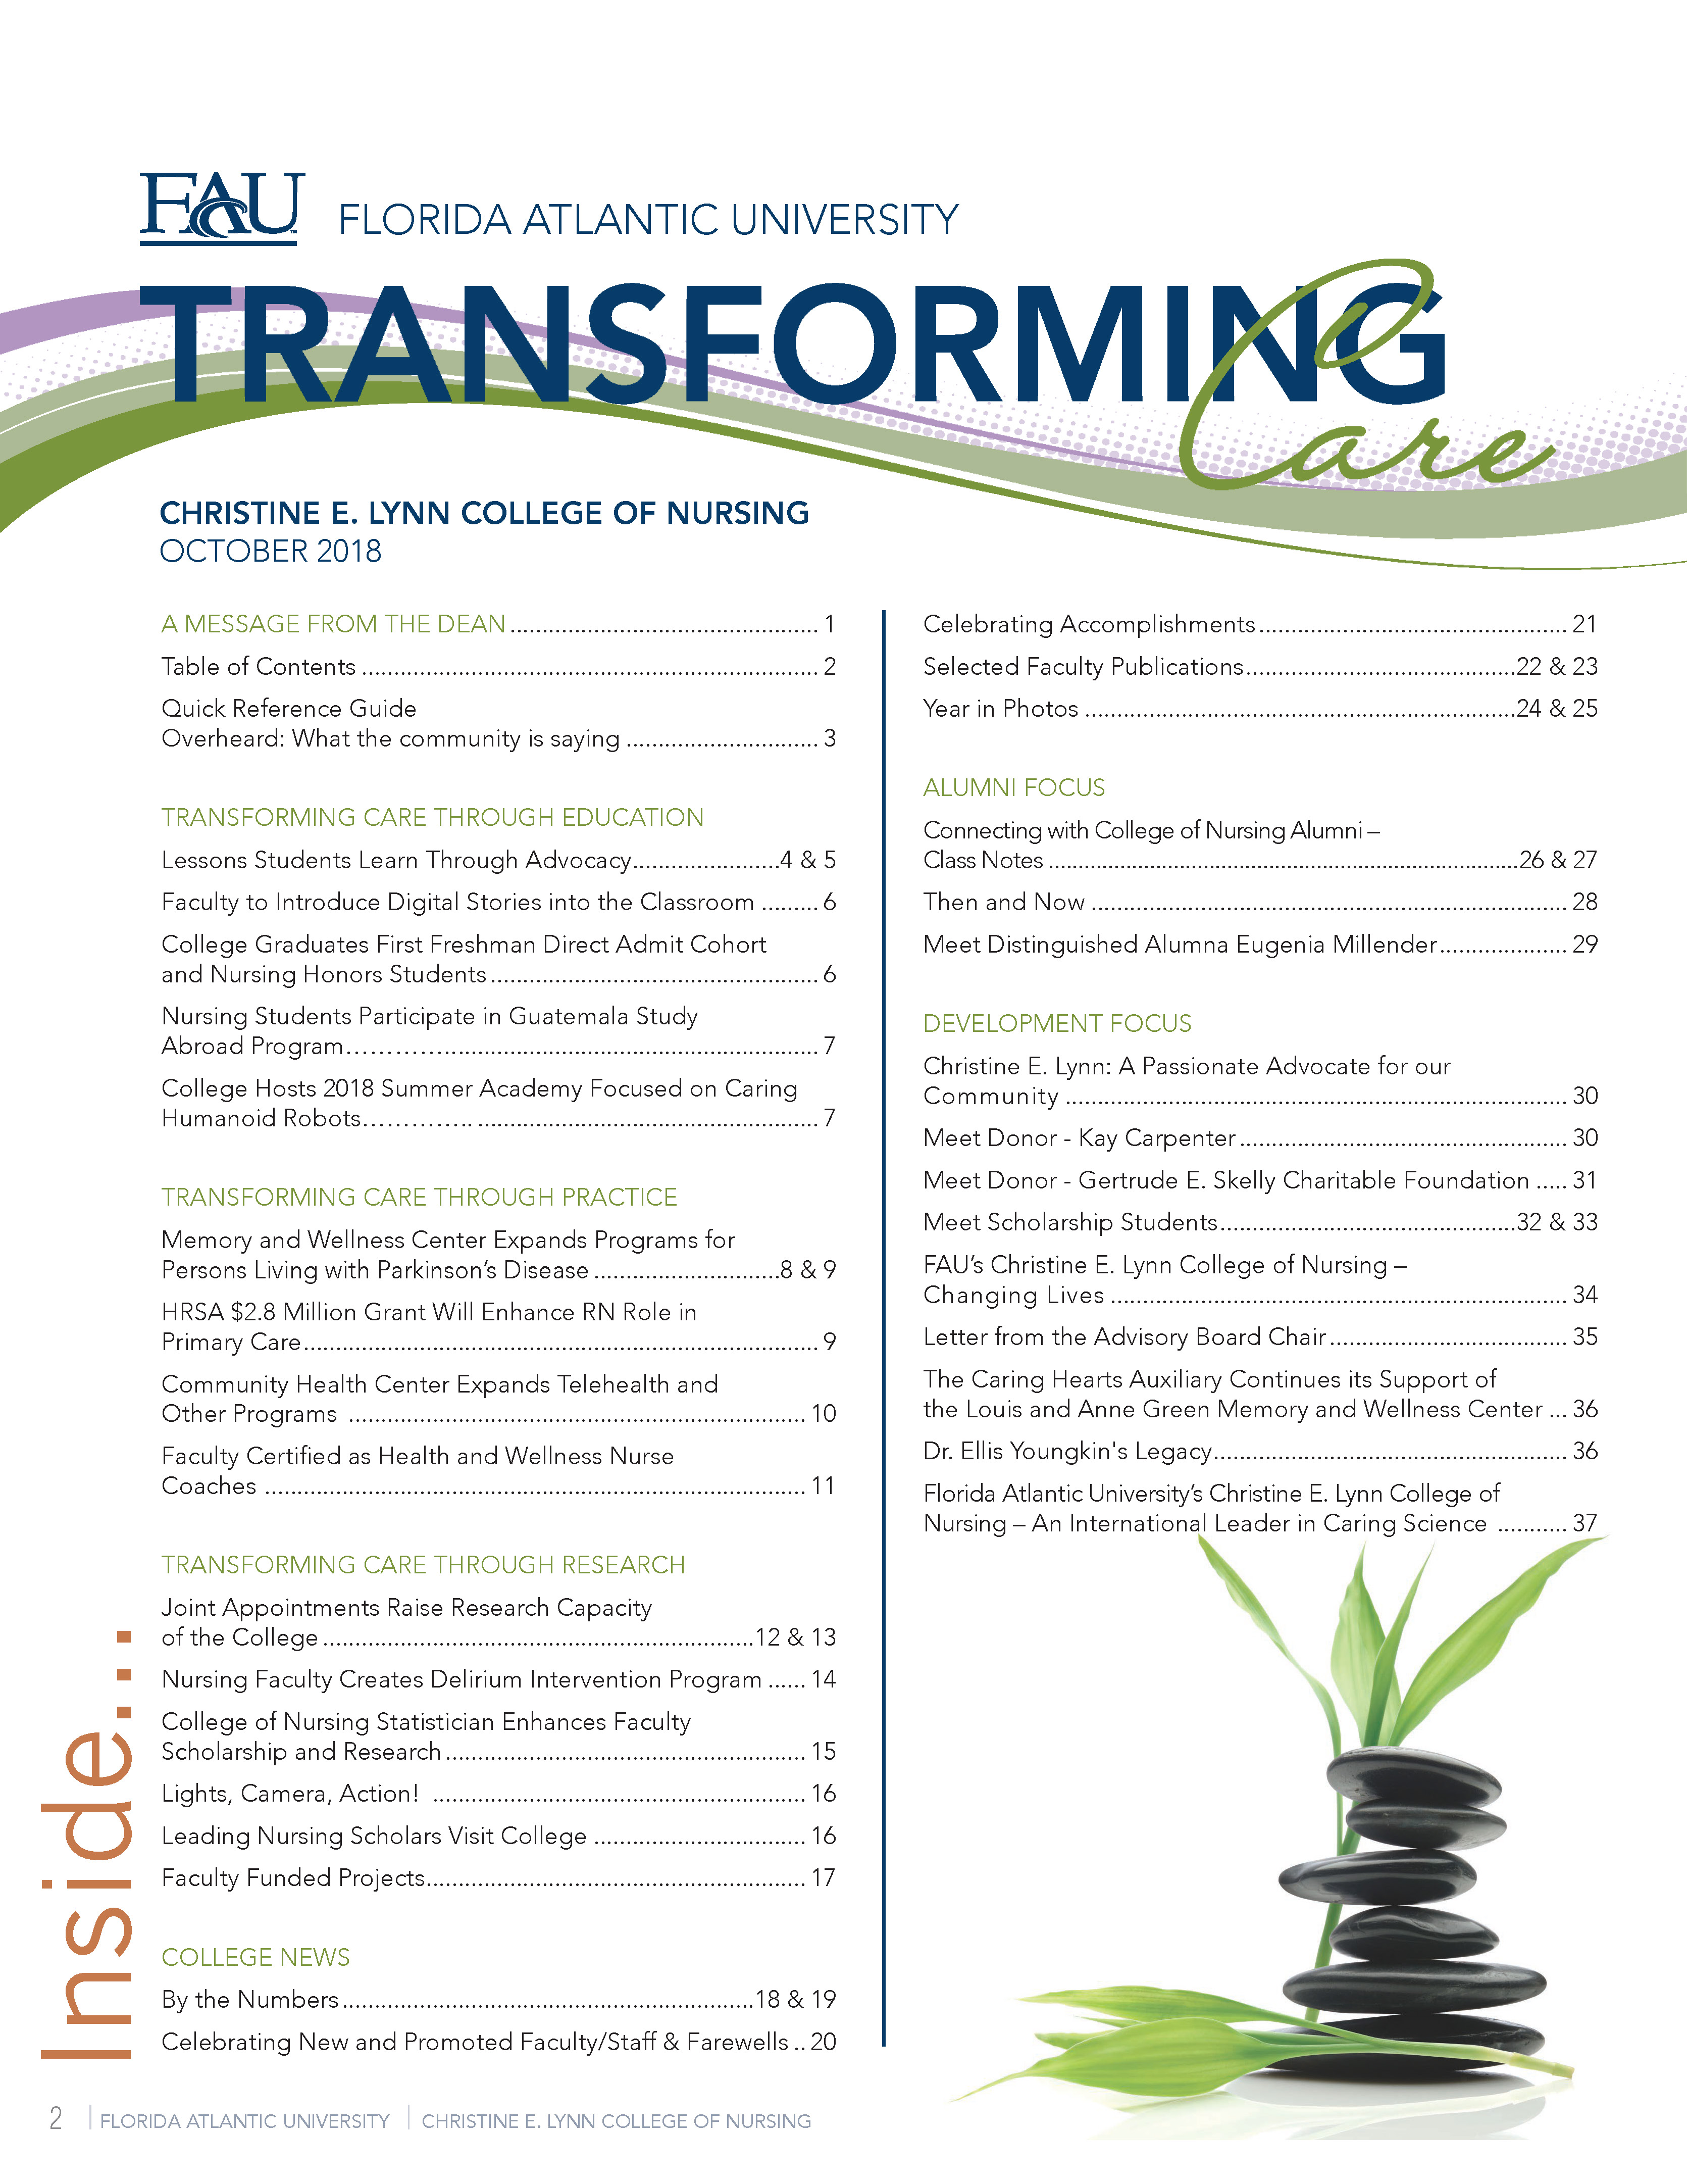 FAU
FLORIDA ATLANTIC UNIVERSITY
TRANSFORMING
Care
CHRISTINE E. LYNN COLLEGE OF NURSING
OCTOBER 2018
A MESSAGE FROM THE DEAN ................................................ 1
Table of Contents ....................................................................... 2
Quick Reference Guide
Overheard: What the community is saying .............................. 3
TRANSFORMING CARE THROUGH EDUCATION
Lessons Students Learn Through Advocacy.......................4 & 5
Faculty to Introduce Digital Stories into the Classroom ......... 6
College Graduates First Freshman Direct Admit Cohort
and Nursing Honors Students................................................... 6
Nursing Students Participate in Guatemala Study
Abroad Program…………........................................................... 7
College Hosts 2018 Summer Academy Focused on Caring
Humanoid Robots…………. ..................................................... 7
TRANSFORMING CARE THROUGH PRACTICE
Memory and Wellness Center Expands Programs for
Persons Living with Parkinson’s Disease .............................8 & 9
HRSA $2.8 Million Grant Will Enhance RN Role in
Primary Care................................................................................ 9
Community Health Center Expands Telehealth and
Other Programs ....................................................................... 10
Faculty Certified as Health and Wellness Nurse
Coaches .................................................................................... 11
TRANSFORMING CARE THROUGH RESEARCH
Joint Appointments Raise Research Capacity
of the College ...................................................................12 & 13
Nursing Faculty Creates Delirium Intervention Program ...... 14
College of Nursing Statistician Enhances Faculty
Scholarship and Research........................................................ 15
Lights, Camera, Action! .......................................................... 16
Leading Nursing Scholars Visit College ................................. 16
Faculty Funded Projects........................................................... 17
COLLEGE NEWS
By the Numbers................................................................18 & 19
Celebrating New and Promoted Faculty/Staff & Farewells .. 20
Celebrating Accomplishments................................................ 21
Selected Faculty Publications..........................................22 & 23
Year in Photos ...................................................................24 & 25
ALUMNI FOCUS
Connecting with College of Nursing Alumni –
Class Notes .........................................................................26 & 27
Then and Now .......................................................................... 28
Meet Distinguished Alumna Eugenia Millender.................... 29
DEVELOPMENT FOCUS
Christine E. Lynn: A Passionate Advocate for our
Community .............................................................................. 30
Meet Donor - Kay Carpenter................................................... 30
Meet Donor - Gertrude E. Skelly Charitable Foundation ..... 31
Meet Scholarship Students..............................................32 & 33
FAU’s Christine E. Lynn College of Nursing –
Changing Lives ....................................................................... 34
Letter from the Advisory Board Chair..................................... 35
The Caring Hearts Auxiliary Continues its Support of
the Louis and Anne Green Memory and Wellness Center ... 36
Dr. Ellis Youngkin's Legacy....................................................... 36
Florida Atlantic University’s Christine E. Lynn College of
Nursing – An International Leader in Caring Science ........... 37
Inside...
2 | FLORIDA ATLANTIC UNIVERSITY | CHRISTINE E. LYNN COLLEGE OF NURSING